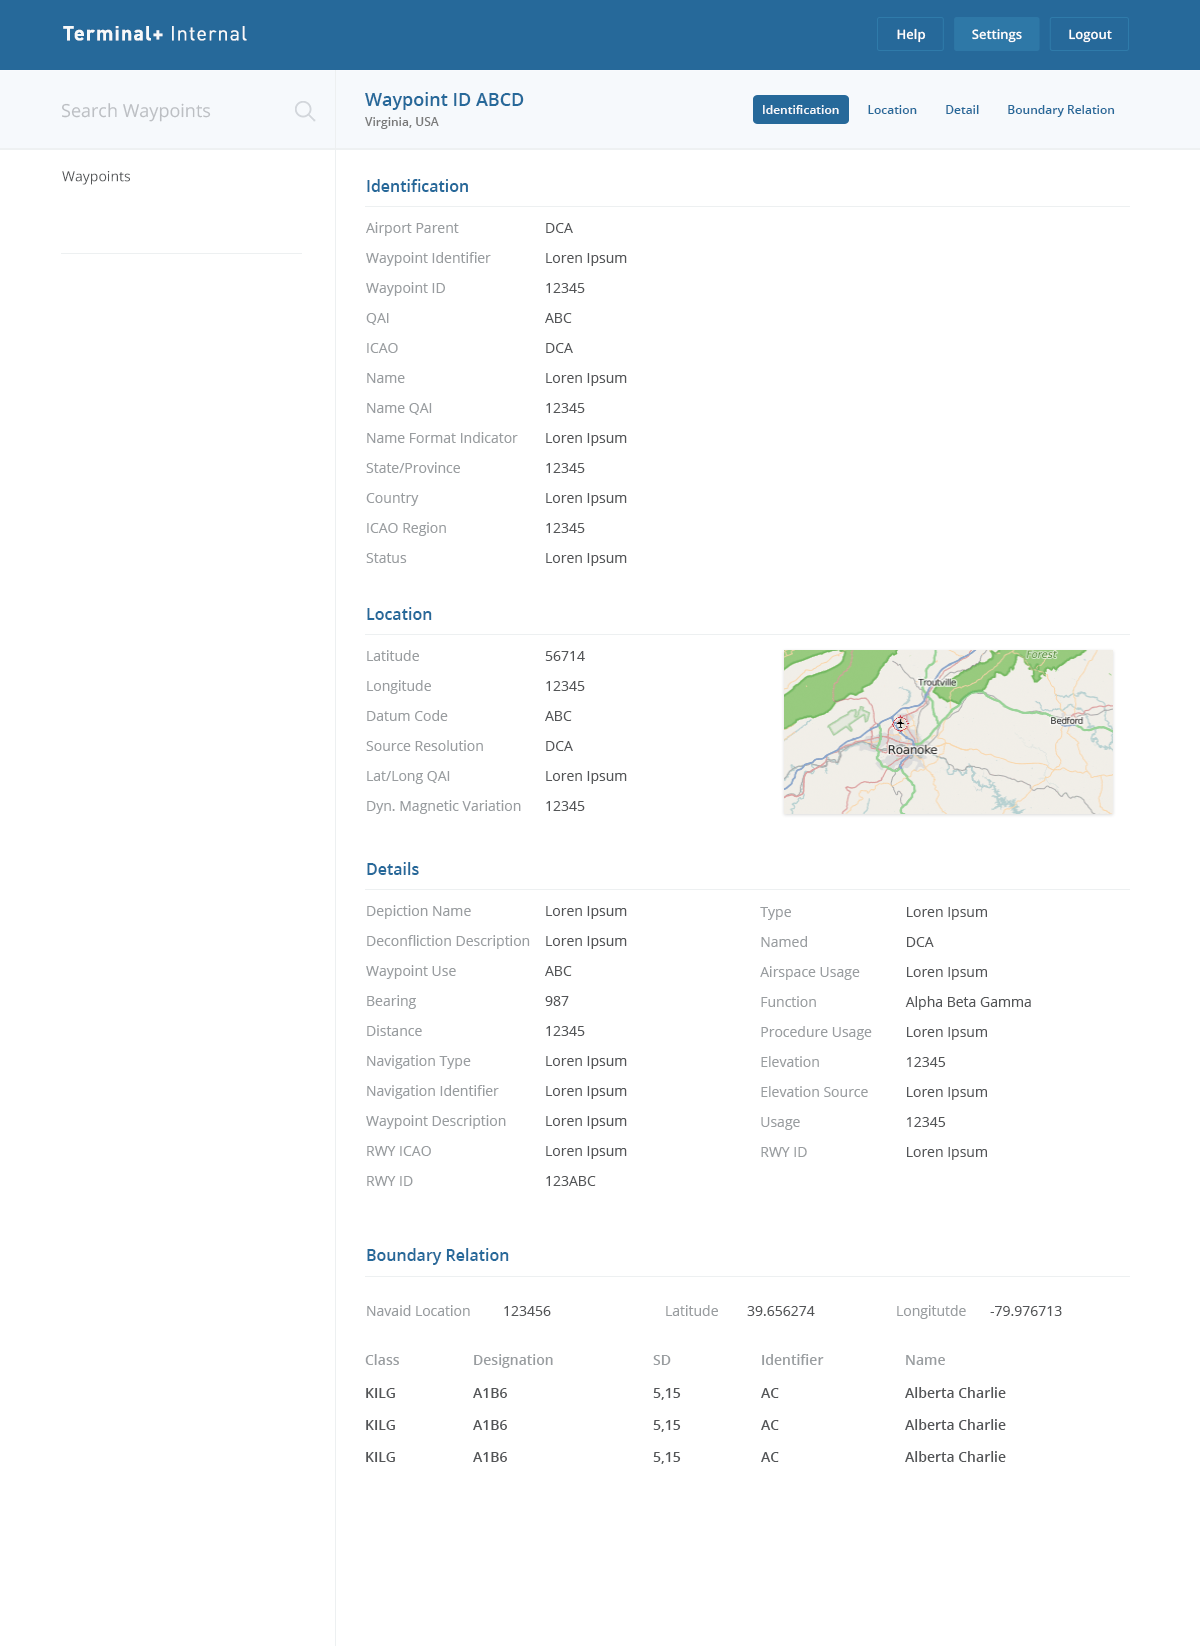 Terminal+ Internal
Help
Settings
Logout
Search Waypoints
Waypoint ID ABCD
Virginia, USA
Identification
Location
Detail
Boundary Relation
Waypoints
Identification
Airport Parent DCA
Waypoint Identifier Loren Ipsum
Waypoint ID 12345
QAI ABC
ICAO DCA
Name Loren Ipsum
Name QAI 12345
Name Format Indicator Loren Ipsum
State/Province 12345
Country Loren Ipsum
ICAO Region 12345
Status Loren Ipsum
Location
Latitude 56714
Longitude 12345
Datum Code ABC
Source Resolution DCA
Lat/Long QAI Loren Ipsum
Dyn. Magnetic Variation 12345
Forest
Troutville
Bedford
Roanoke
Details
Depiction Name Loren Ipsum
Deconfliction Description Loren Ipsum
Waypoint Use ABC
Bearing 987
Distance 12345
Navigation Type Loren Ipsum
Navigation Identifier Loren Ipsum
Waypoint Description Loren Ipsum
RWY ICAO Loren Ipsum
RWY ID 123ABC
Type Loren Ipsum
Named DCA
Airspace Usage Loren Ipsum
Function Alpha Beta Gamma
Procedure Usage Loren Ipsum
Elevation 12345
Elevation Source Loren Ipsum
Usage 12345
RWY ID Loren Ipsum
Boundary Relation
Navaid Location 123456 Latitude 39.656274 Longitutde -79.976713
Class Designation SD Identifier Name
KILG A1B6 5,15 AC Alberta Charlie
KILG A1B6 5,15 AC Alberta Charlie
KILG A1B6 5,15 AC Alberta Charlie